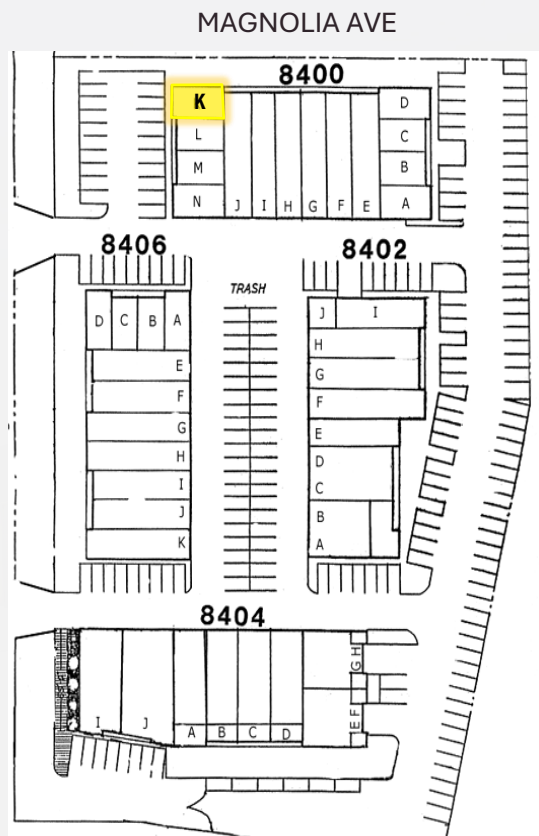 MAGNOLIA AVE
8400
K
D
L
C
M
B
N
J I H G F E
A
8406
8402
TRASH
D C B A
J
I
H
E
G
F
F
G
E
H
D
I
C
J
B
K
A
8404
G H
I
J
E F
A B C D